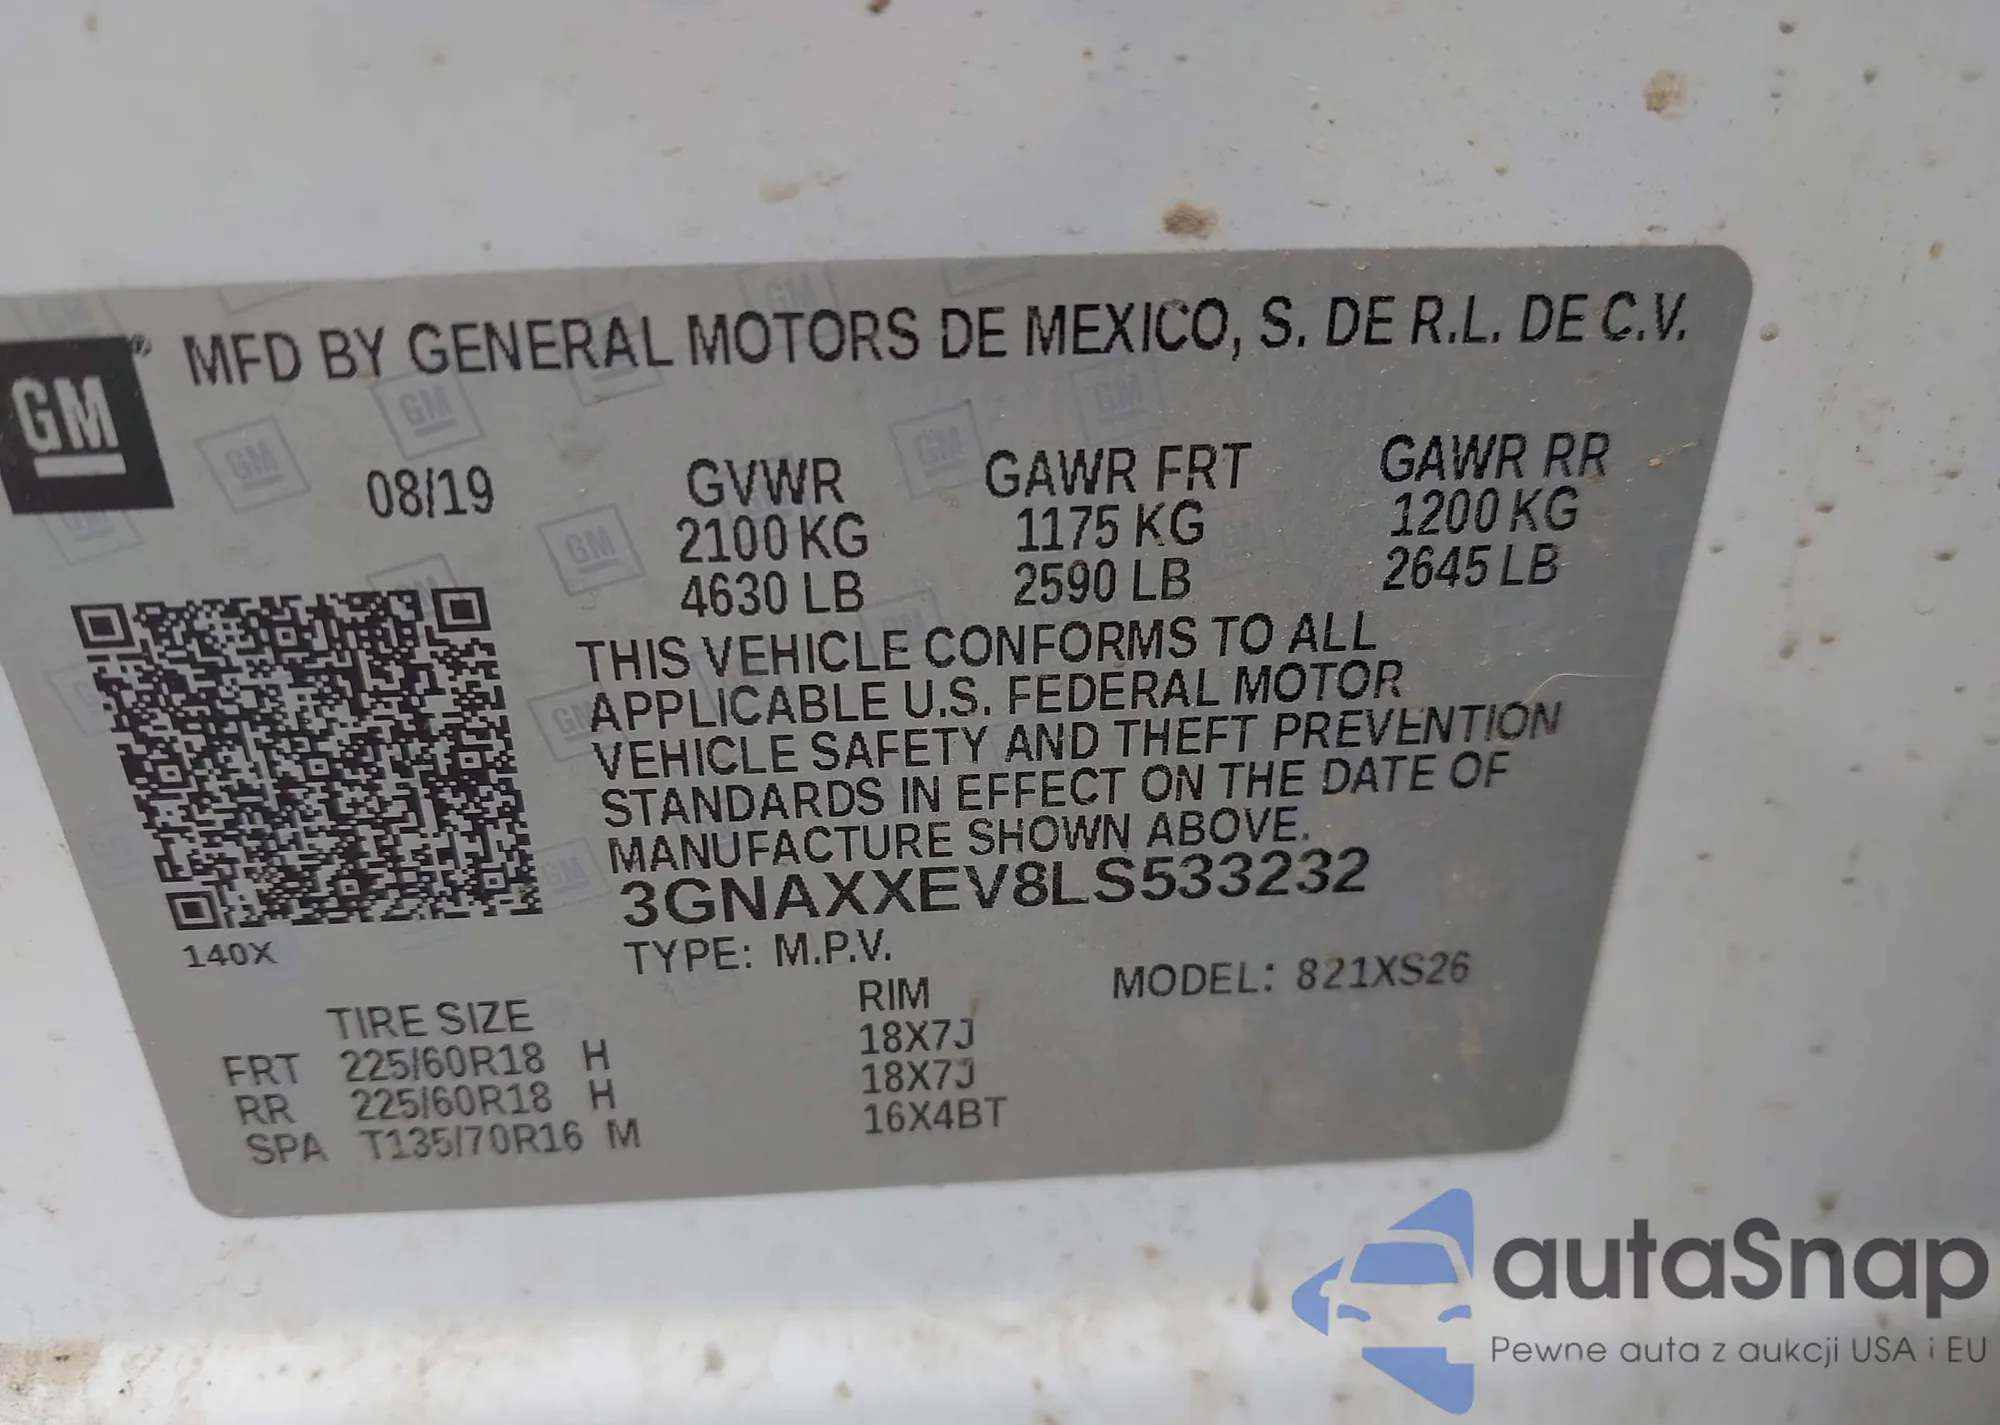 GM® MFD BY GENERAL MOTORS DE MEXICO, S. DE R.L. DE C.V.
08/19 GVWR GAWR FRT GAWR RR
2100 KG 1175 KG 1200 KG
4630 LB 2590 LB 2645 LB
THIS VEHICLE CONFORMS TO ALL
APPLICABLE U.S. FEDERAL MOTOR
VEHICLE SAFETY AND THEFT PREVENTION
STANDARDS IN EFFECT ON THE DATE OF
MANUFACTURE SHOWN ABOVE.
3GNAXXEV8LS533232
140X TYPE: M.P.V. MODEL: 821XS26
TIRE SIZE RIM
FRT 225/60R18 H 18X7J
RR 225/60R18 H 18X7J
SPA T135/70R16 M 16X4BT
autaSnap
Pewne auta z aukcji USA i EU